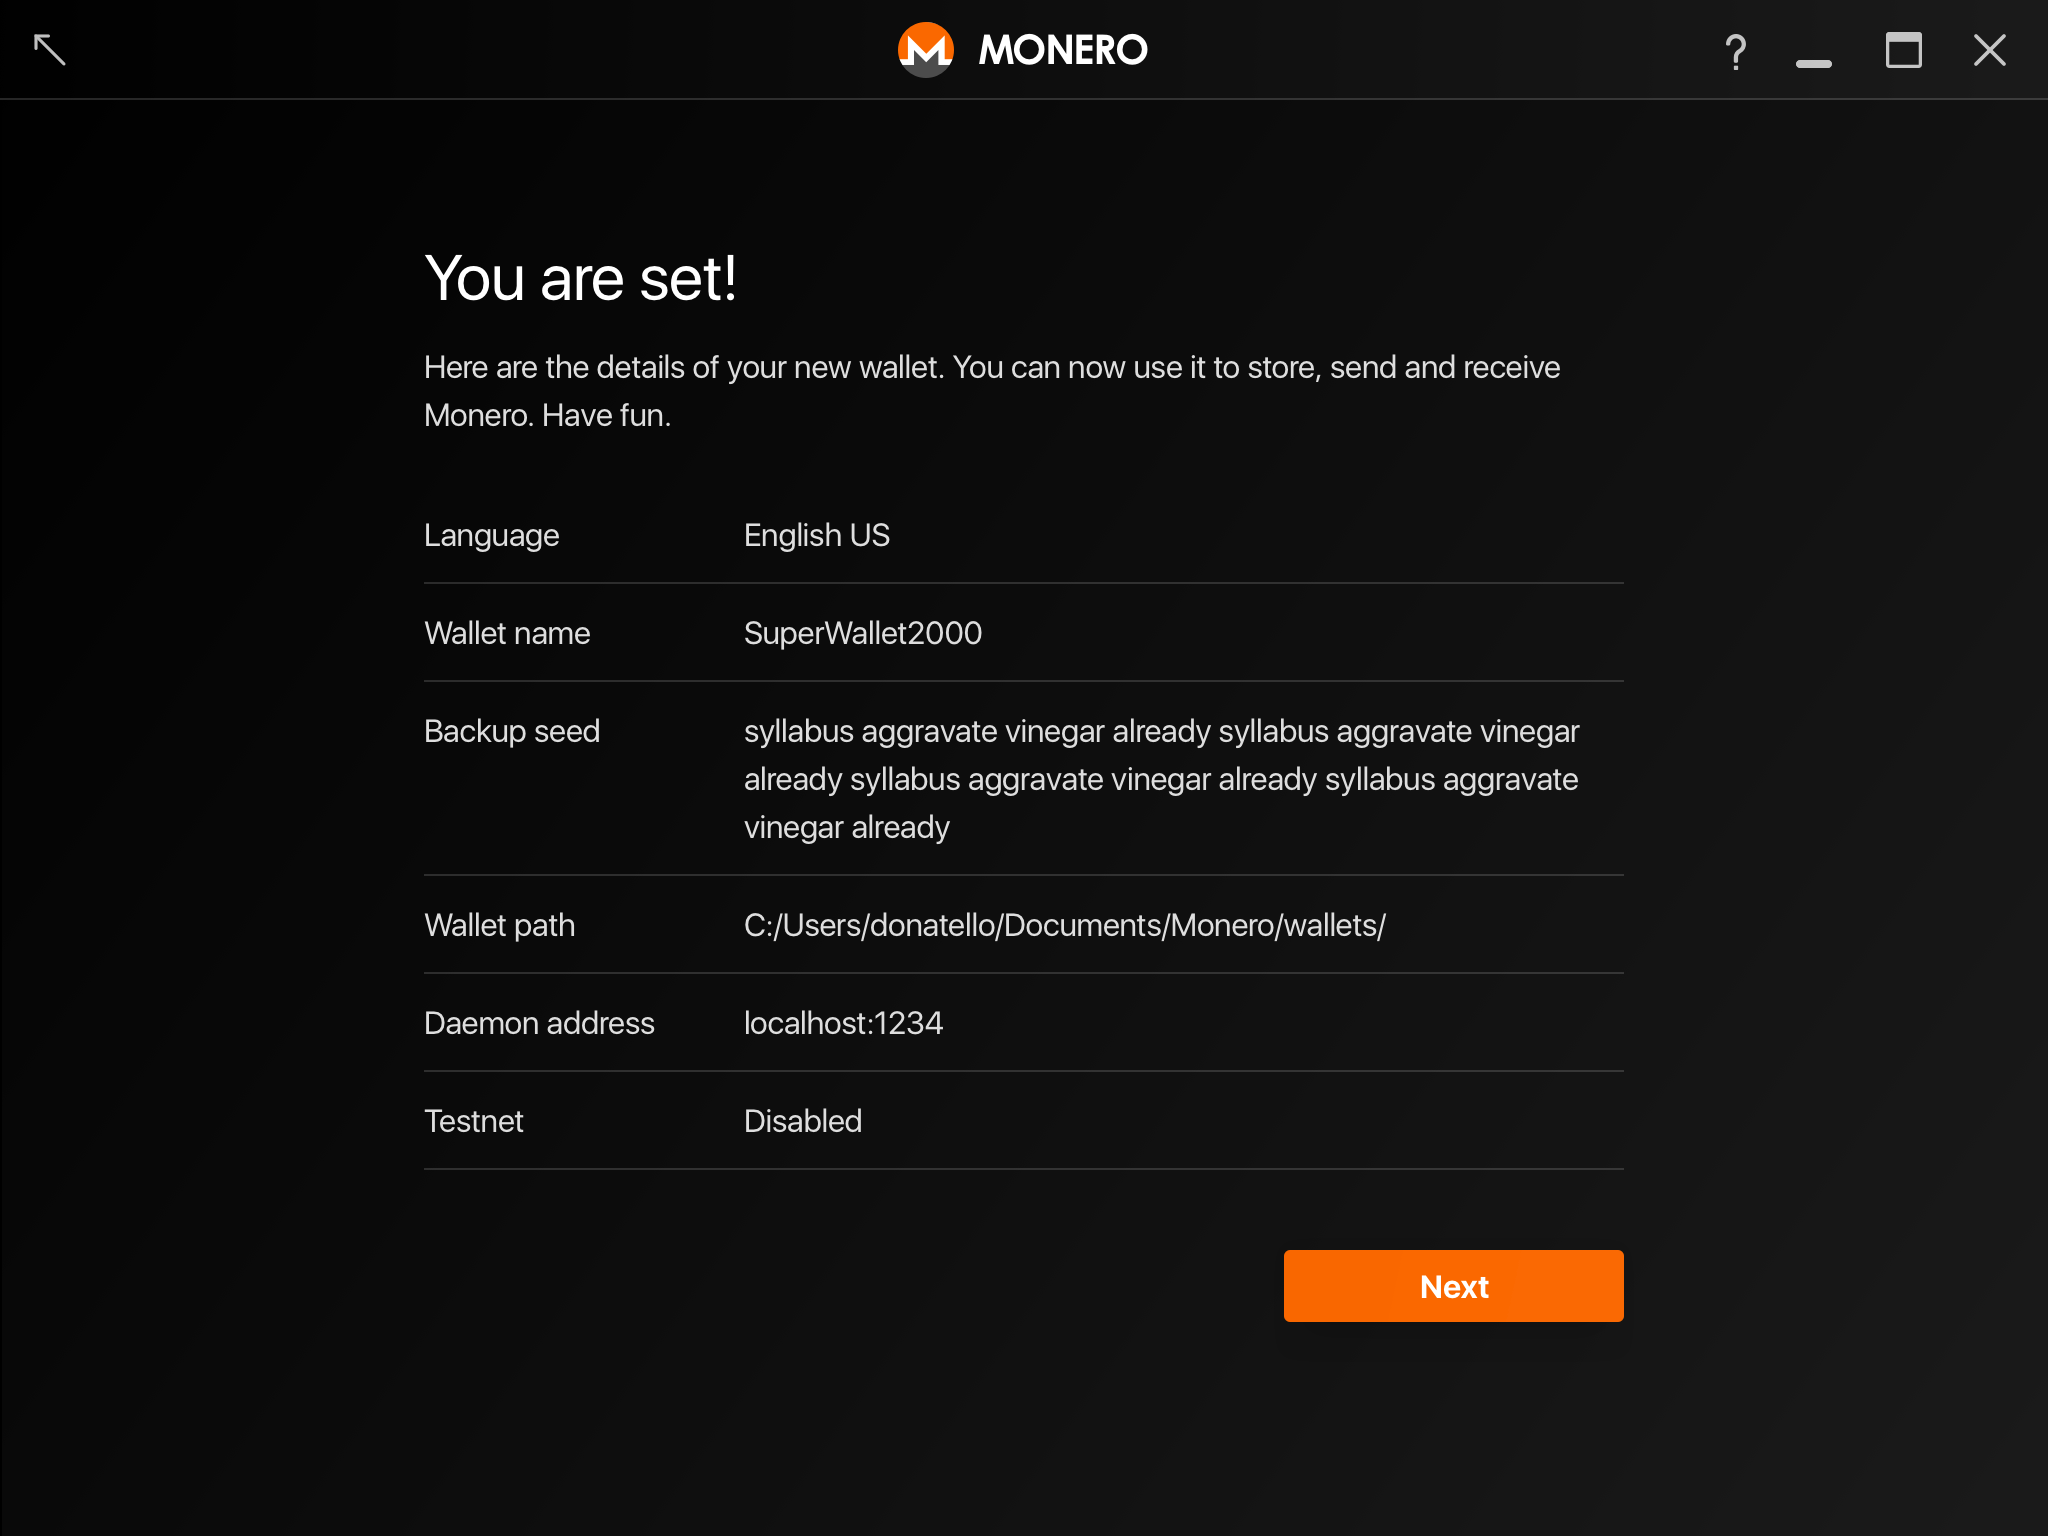 MONERO
?
You are set!
Here are the details of your new wallet. You can now use it to store, send and receive
Monero. Have fun.
Language English US
Wallet name SuperWallet2000
Backup seed syllabus aggravate vinegar already syllabus aggravate vinegar
already syllabus aggravate vinegar already syllabus aggravate
vinegar already
Wallet path C:/Users/donatello/Documents/Monero/wallets/
Daemon address localhost:1234
Testnet Disabled
Next